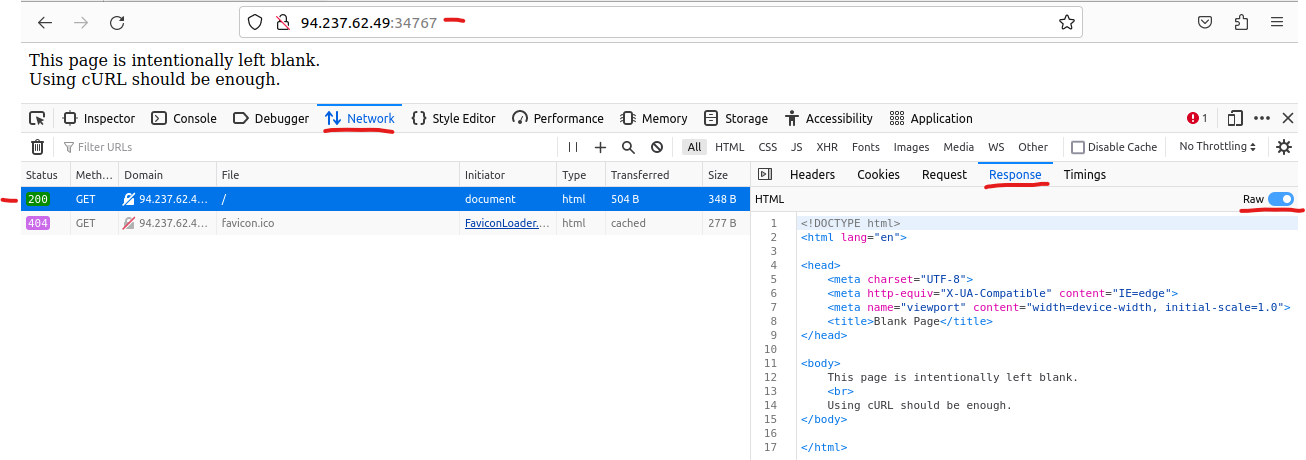 94.237.62.49:34767
This page is intentionally left blank.
Using cURL should be enough.
Inspector Console Debugger Network Style Editor Performance Memory Storage Accessibility Application 1
Filter URLs All HTML CSS JS XHR Fonts Images Media WS Other Disable Cache No Throttling
Status Meth... Domain File Initiator Type Transferred Size
200 GET 94.237.62.4... / document html 504 B 348 B
404 GET 94.237.62.4... favicon.ico FaviconLoader.... html cached 277 B
Headers Cookies Request Response Timings
HTML Raw
1 <!DOCTYPE html>
2 <html lang="en">
3
4 <head>
5     <meta charset="UTF-8">
6     <meta http-equiv="X-UA-Compatible" content="IE=edge">
7     <meta name="viewport" content="width=device-width, initial-scale=1.0">
8     <title>Blank Page</title>
9 </head>
10
11 <body>
12     This page is intentionally left blank.
13     <br>
14     Using cURL should be enough.
15 </body>
16
17 </html>